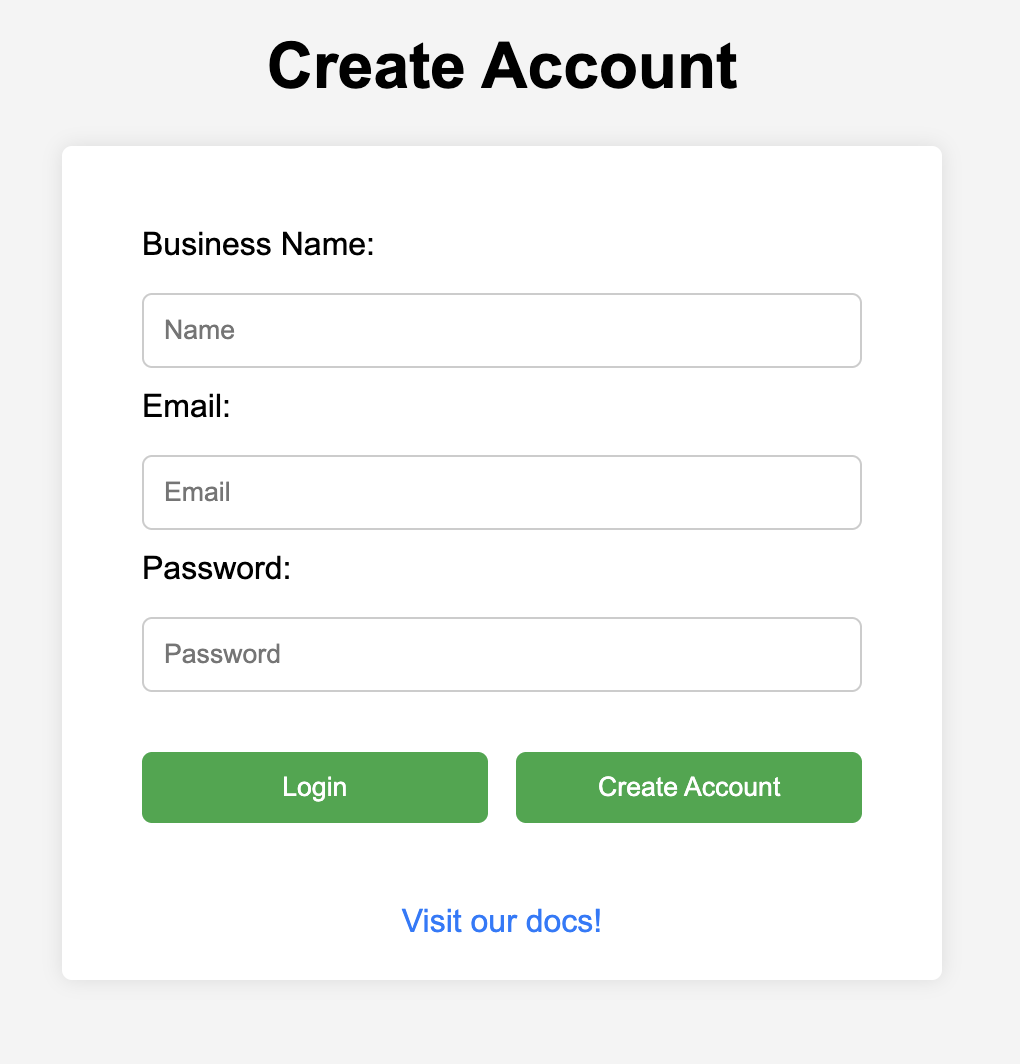 Create Account
Business Name:
Name
Email:
Email
Password:
Password
Login
Create Account
Visit our docs!